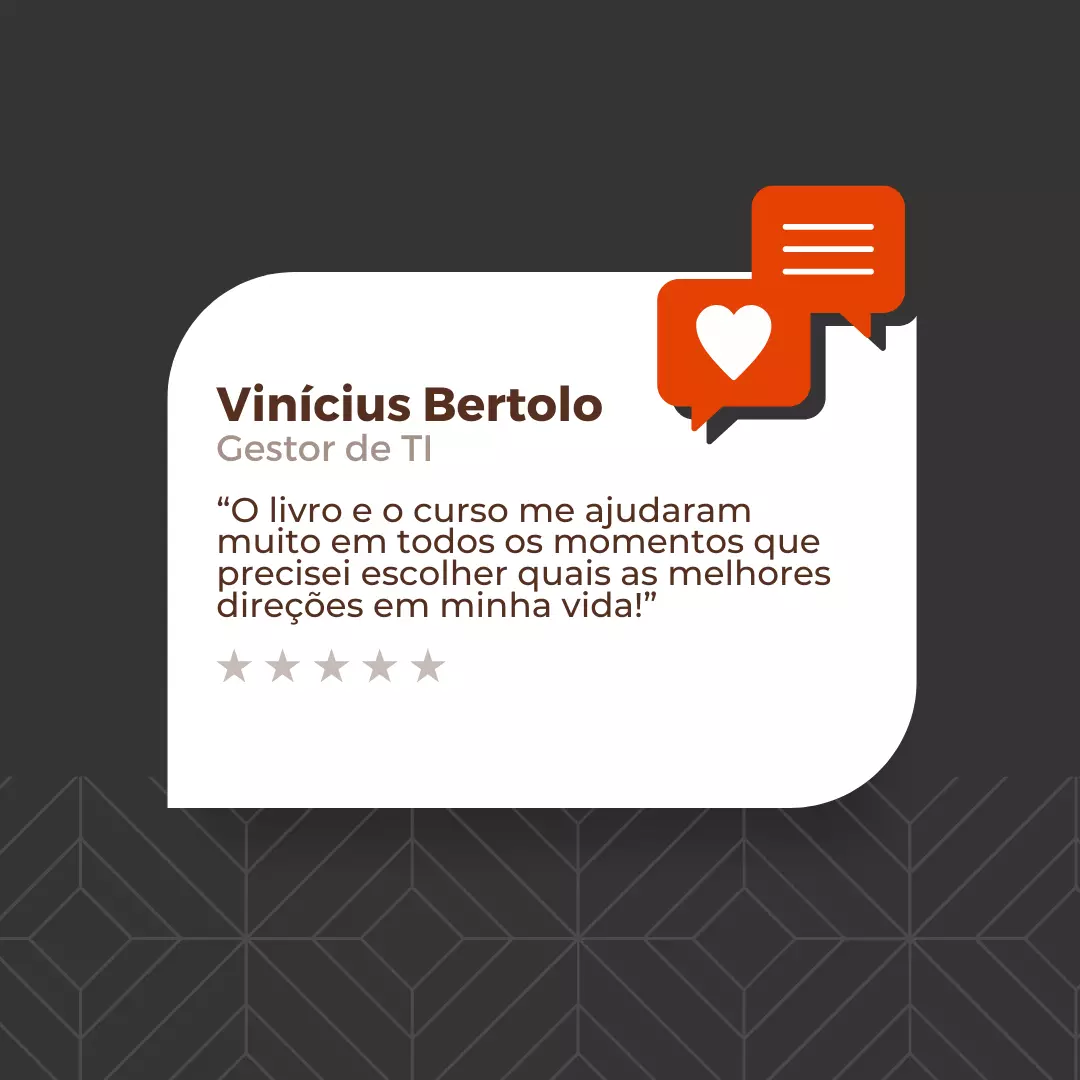 Vinícius Bertolo
Gestor de TI
“O livro e o curso me ajudaram
muito em todos os momentos que
precisei escolher quais as melhores
direções em minha vida!”